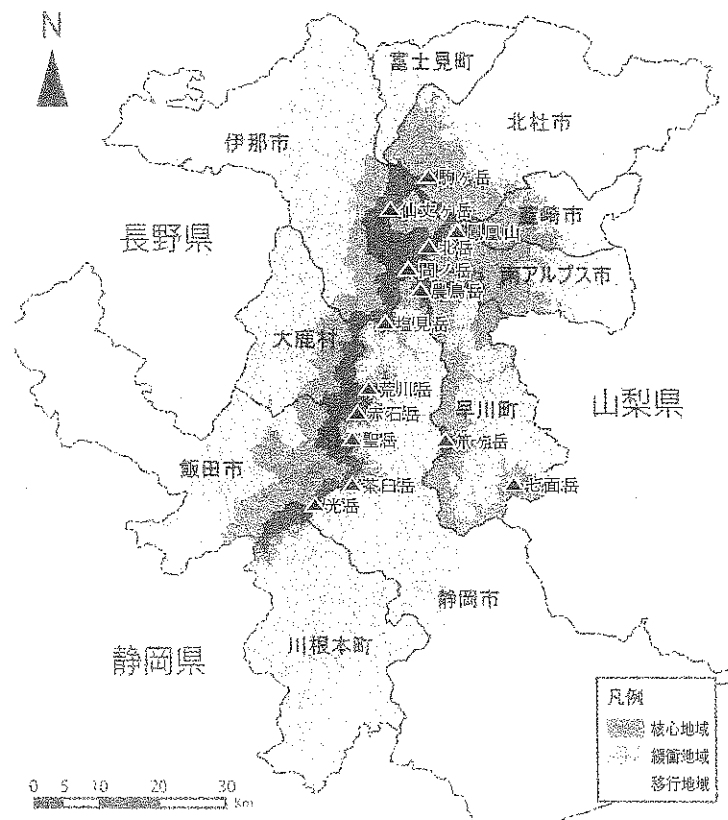 N
富士見町
北杜市
伊那市
駒ヶ岳
仙丈ヶ岳
韮崎市
鳳凰山
長野県
北岳
間ノ岳
南アルプス市
農鳥岳
塩見岳
大鹿村
荒川岳
赤石岳
早川町
山梨県
聖岳
飯田市
茶臼岳
七面岳
光岳
静岡市
静岡県
川根本町
凡例
核心地域
緩衝地域
移行地域
0 5 10 20 30
Km